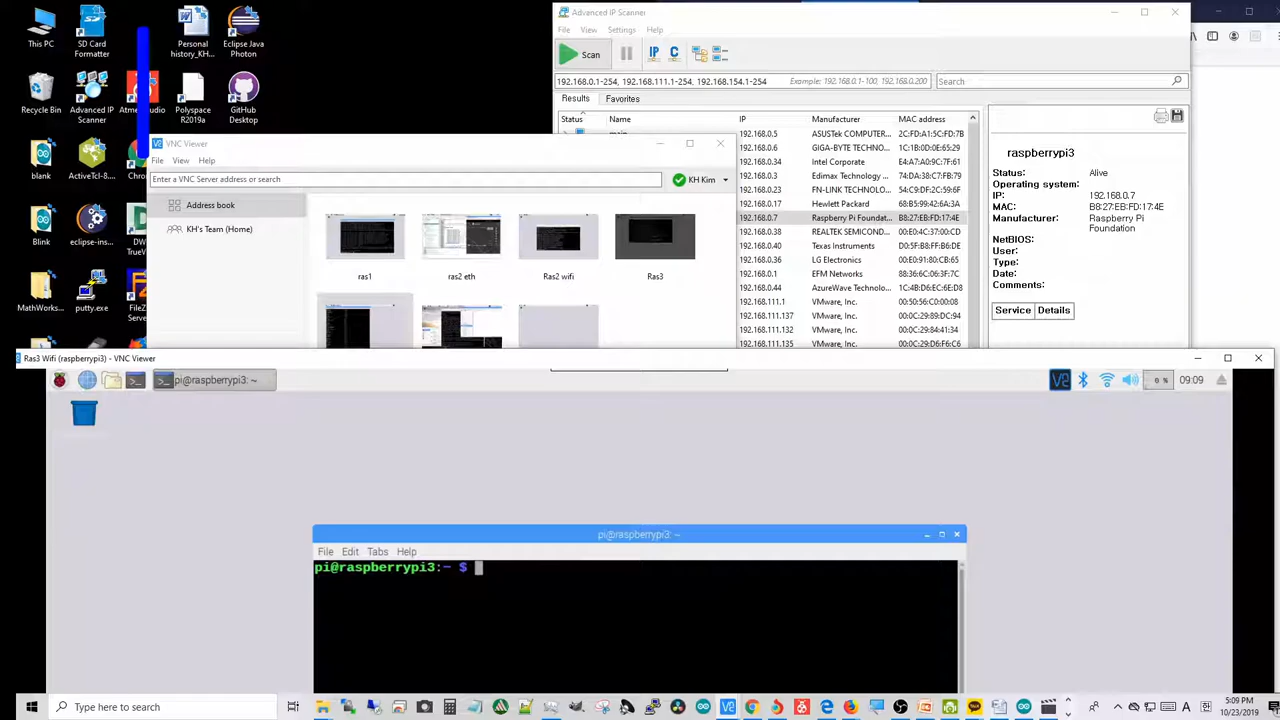 This PC
SD Card
Formatter
Personal
history_KH...
Eclipse Java
Photon
Recycle Bin
Advanced IP
Scanner
Polyspace
R2019a
GitHub
Desktop
blank
ActiveTcl-8....
Blink
eclipse-ins...
MathWorks...
putty.exe
Advanced IP Scanner
File View Settings Help
Scan
IP C
192.168.0.1-254, 192.168.111.1-254, 192.168.154.1-254
Example: 192.168.0.1-100, 192.168.0.200
Search
Results Favorites
Status Name IP Manufacturer MAC address
192.168.0.5 ASUSTek COMPUTER... 2C:FD:A1:5C:FD:7B
192.168.0.6 GIGA-BYTE TECHNO... 1C:1B:0D:0E:65:29
192.168.0.34 Intel Corporate E4:A7:A0:9C:7F:61
192.168.0.3 Edimax Technology ... 74:DA:38:C7:FB:79
192.168.0.23 FN-LINK TECHNOLO... 54:C9:DF:2C:59:6F
192.168.0.17 Hewlett Packard 68:B5:99:42:6A:3A
192.168.0.7 Raspberry Pi Foundat... B8:27:EB:FD:17:4E
192.168.0.38 REALTEK SEMICOND... 00:E0:4C:37:00:0D
192.168.0.40 Texas Instruments D0:5F:B8:FF:B6:DE
192.168.0.36 LG Electronics 00:E0:91:80:CB:65
192.168.0.1 EFM Networks 88:36:6C:06:3F:7C
192.168.0.44 AzureWave Technolo... 1C:4B:D6:EC:6E:D8
192.168.111.1 VMware, Inc. 00:50:56:C0:00:08
192.168.111.137 VMware, Inc. 00:0C:29:89:DC:94
192.168.111.132 VMware, Inc. 00:0C:29:84:41:34
192.168.111.135 VMware, Inc. 00:0C:29:D6:F6:C6
raspberrypi3
Status: Alive
Operating system:
IP: 192.168.0.7
MAC: B8:27:EB:FD:17:4E
Manufacturer: Raspberry Pi
Foundation
NetBIOS:
User:
Type:
Date:
Comments:
Service Details
VNC Viewer
File View Help
Enter a VNC Server address or search
KH Kim
Address book
KH's Team (Home)
ras1 ras2 eth Ras2 wifi Ras3
Ras3 Wifi (raspberrypi3) - VNC Viewer
pi@raspberrypi3: ~
0 % 09:09
pi@raspberrypi3: ~
File Edit Tabs Help
pi@raspberrypi3:~ $
Type here to search
A
5:09 PM
10/23/2019